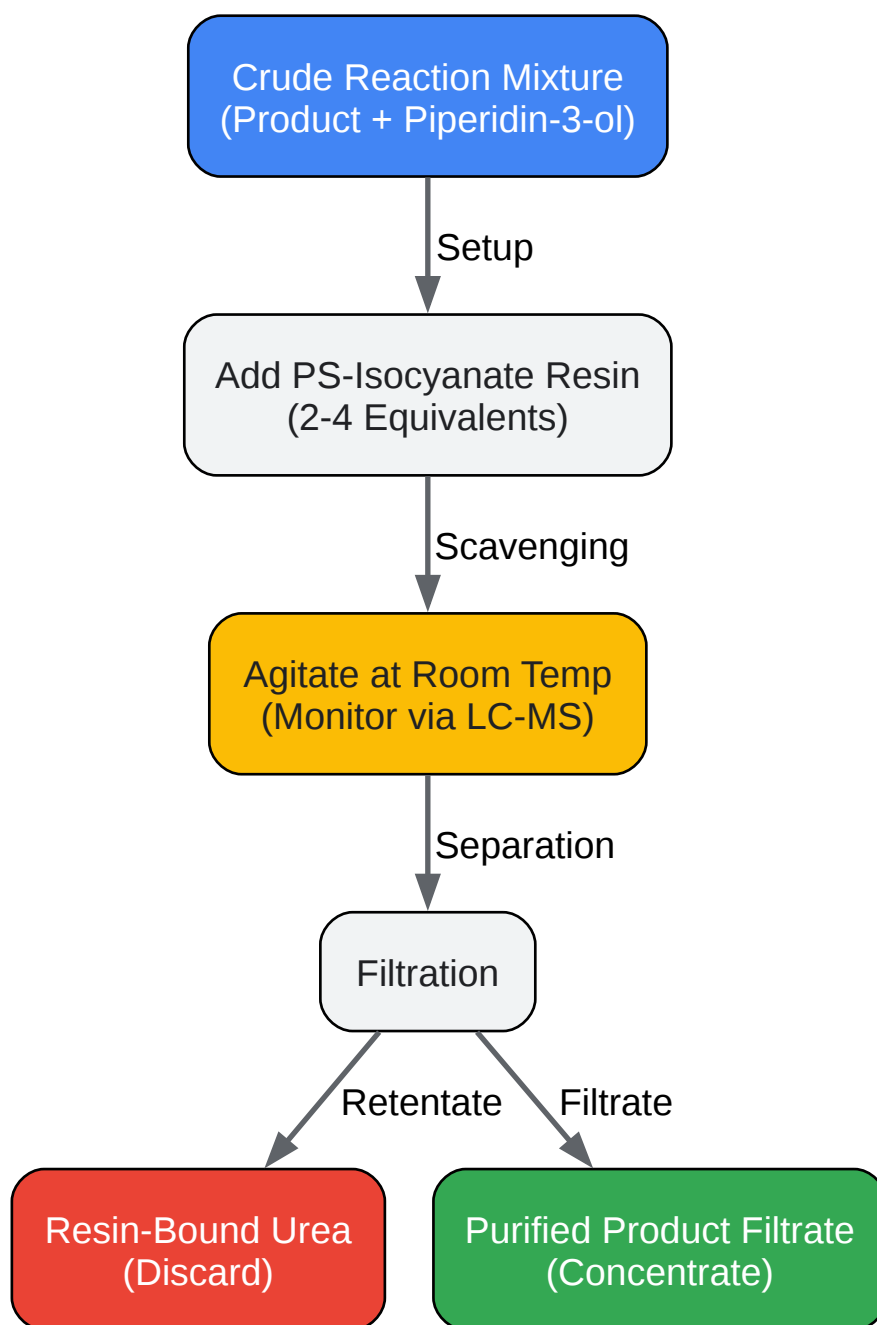 Crude Reaction Mixture
(Product + Piperidin-3-ol)
Setup
Add PS-Isocyanate Resin
(2-4 Equivalents)
Scavenging
Agitate at Room Temp
(Monitor via LC-MS)
Separation
Filtration
Retentate
Filtrate
Resin-Bound Urea
(Discard)
Purified Product Filtrate
(Concentrate)